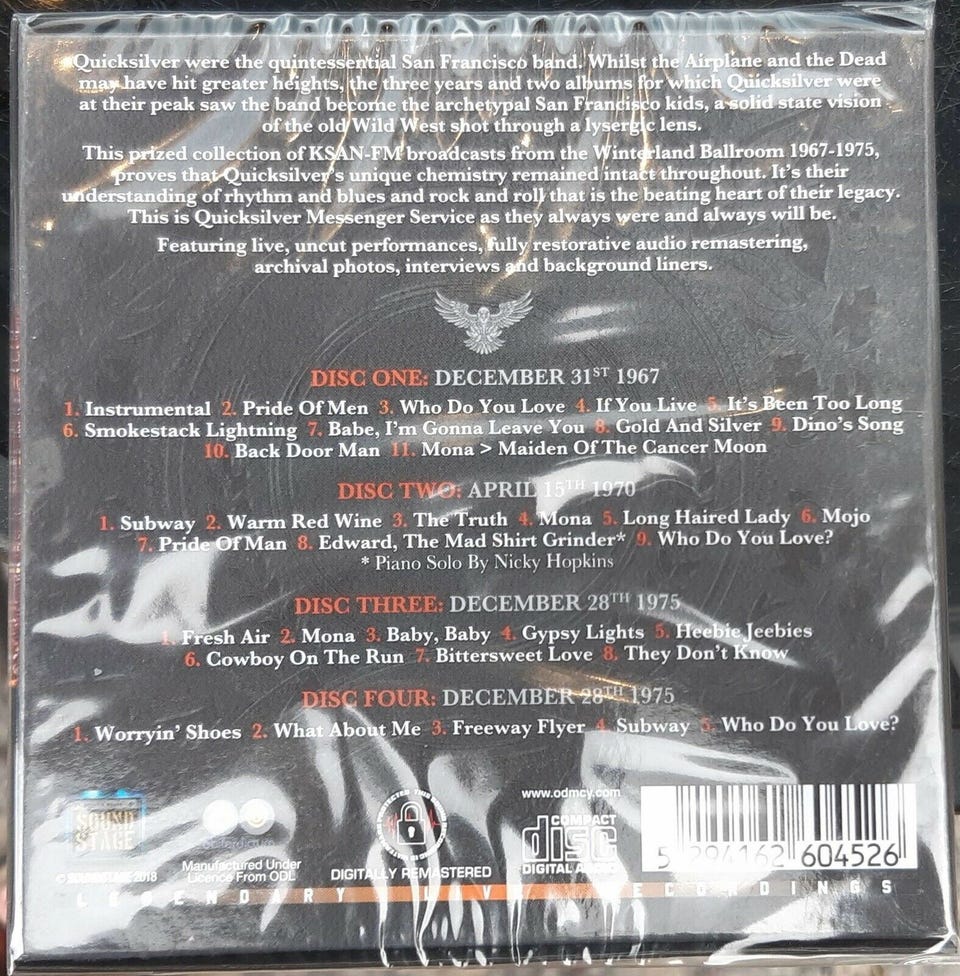 Quicksilver were the quintessential San Francisco band. Whilst the Airplane and the Dead
may have hit greater heights, the three years and two albums for which Quicksilver were
at their peak saw the band become the archetypal San Francisco kids, a solid state vision
of the old Wild West shot through a lysergic lens.
This prized collection of KSAN-FM broadcasts from the Winterland Ballroom 1967-1975,
proves that Quicksilver's unique chemistry remained intact throughout. It's their
understanding of rhythm and blues and rock and roll that is the beating heart of their legacy.
This is Quicksilver Messenger Service as they always were and always will be.
Featuring live, uncut performances, fully restorative audio remastering,
archival photos, interviews and background liners.
DISC ONE: DECEMBER 31ST 1967
1. Instrumental 2. Pride Of Men 3. Who Do You Love 4. If You Live 5. It's Been Too Long
6. Smokestack Lightning 7. Babe, I'm Gonna Leave You 8. Gold And Silver 9. Dino's Song
10. Back Door Man 11. Mona > Maiden Of The Cancer Moon
DISC TWO: APRIL 15TH 1970
1. Subway 2. Warm Red Wine 3. The Truth 4. Mona 5. Long Haired Lady 6. Mojo
7. Pride Of Man 8. Edward, The Mad Shirt Grinder* 9. Who Do You Love?
* Piano Solo By Nicky Hopkins
DISC THREE: DECEMBER 28TH 1975
1. Fresh Air 2. Mona 3. Baby, Baby 4. Gypsy Lights 5. Heebie Jeebies
6. Cowboy On The Run 7. Bittersweet Love 8. They Don't Know
DISC FOUR: DECEMBER 28TH 1975
1. Worryin' Shoes 2. What About Me 3. Freeway Flyer 4. Subway 5. Who Do You Love?
SOUND
STAGE
© SOUNDSTAGE 2018
Manufactured Under
Licence From ODL
DIGITALLY REMASTERED
www.odmcy.com
COMPACT
disc
DIGITAL AUDIO
5 294162 604526
LEGENDARY LIVE RECORDINGS